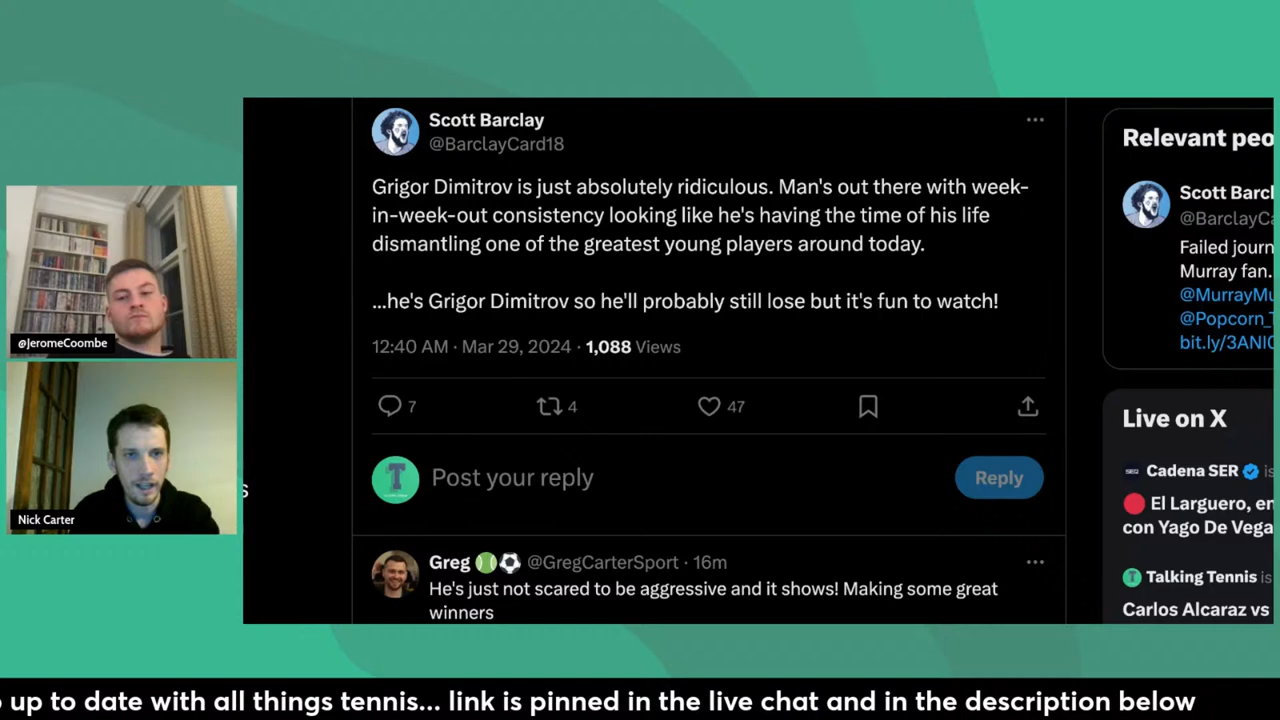 Scott Barclay
@BarclayCard18
Grigor Dimitrov is just absolutely ridiculous. Man's out there with week-
in-week-out consistency looking like he's having the time of his life
dismantling one of the greatest young players around today.
...he's Grigor Dimitrov so he'll probably still lose but it's fun to watch!
12:40 AM · Mar 29, 2024 · 1,088 Views
7 4 47
Post your reply
Reply
Greg @GregCarterSport · 16m
He's just not scared to be aggressive and it shows! Making some great
winners
Relevant peo
Scott Barcl
@BarclayCa
Failed journ
Murray fan.
@MurrayMu
@Popcorn_T
bit.ly/3ANI
Live on X
Cadena SER is
El Larguero, en
con Yago De Vega
Talking Tennis is
Carlos Alcaraz vs
@JeromeCoombe
Nick Carter
s
up to date with all things tennis... link is pinned in the live chat and in the description below